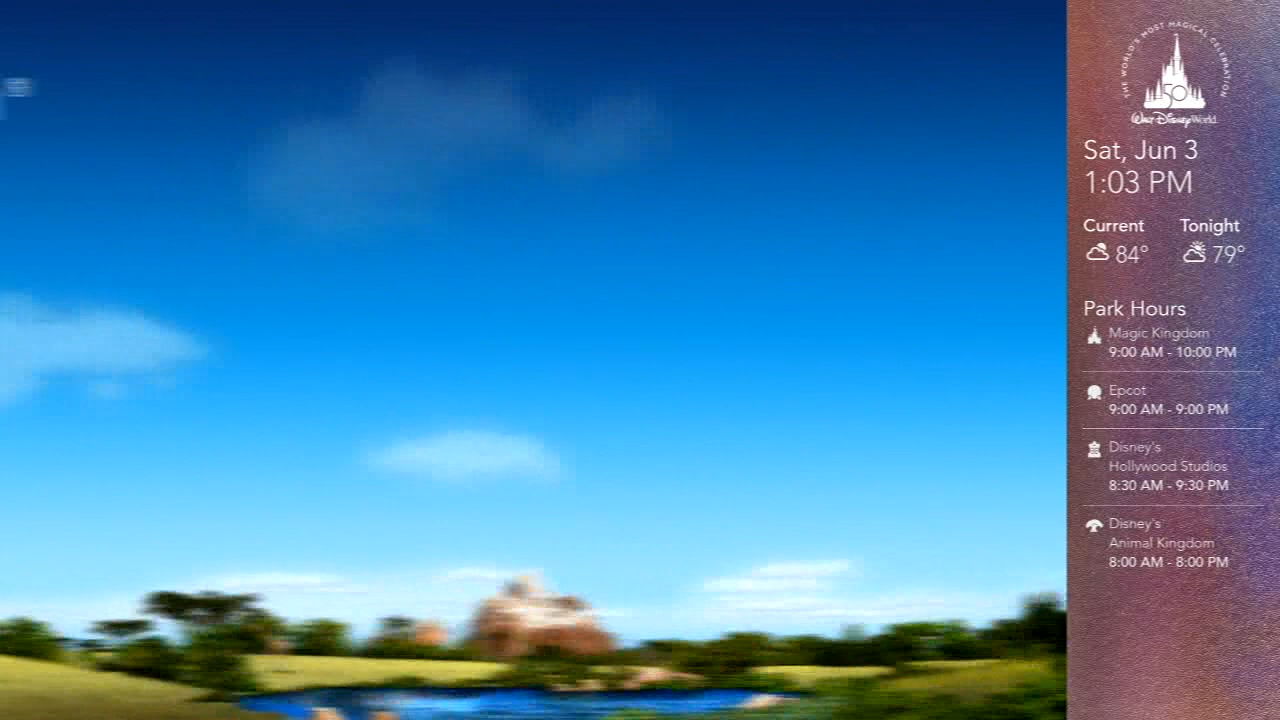 THE WORLD'S MOST MAGICAL CELEBRATION
50
Walt Disney World
Sat, Jun 3
1:03 PM
Current Tonight
84° 79°
Park Hours
Magic Kingdom
9:00 AM - 10:00 PM
Epcot
9:00 AM - 9:00 PM
Disney's
Hollywood Studios
8:30 AM - 9:30 PM
Disney's
Animal Kingdom
8:00 AM - 8:00 PM